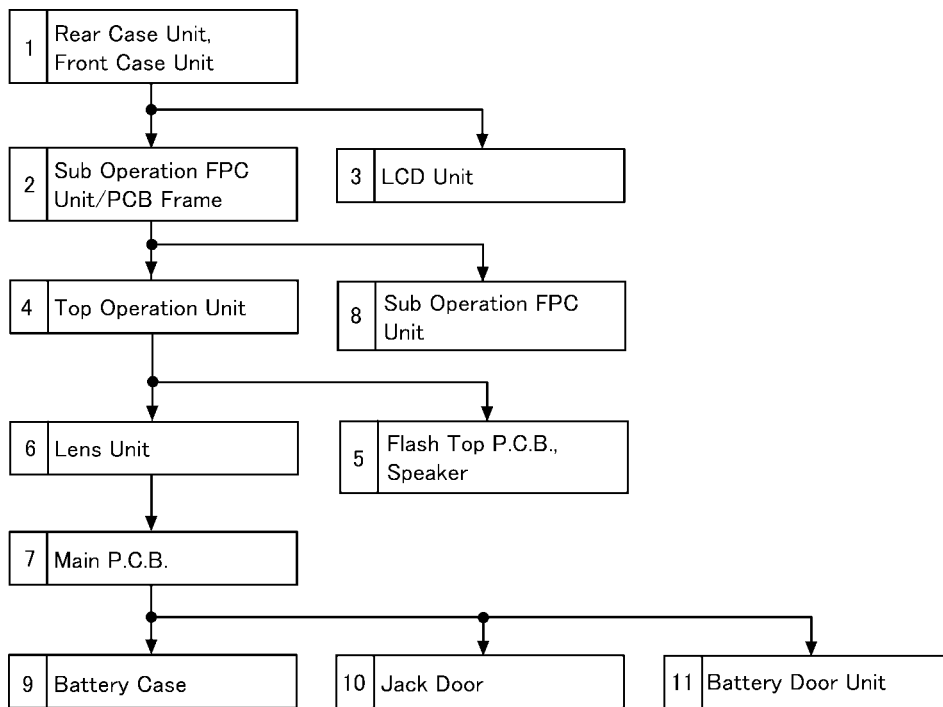 1
Rear Case Unit,
Front Case Unit
2
Sub Operation FPC
Unit/PCB Frame
3
LCD Unit
4
Top Operation Unit
8
Sub Operation FPC
Unit
6
Lens Unit
5
Flash Top P.C.B.,
Speaker
7
Main P.C.B.
9
Battery Case
10
Jack Door
11
Battery Door Unit